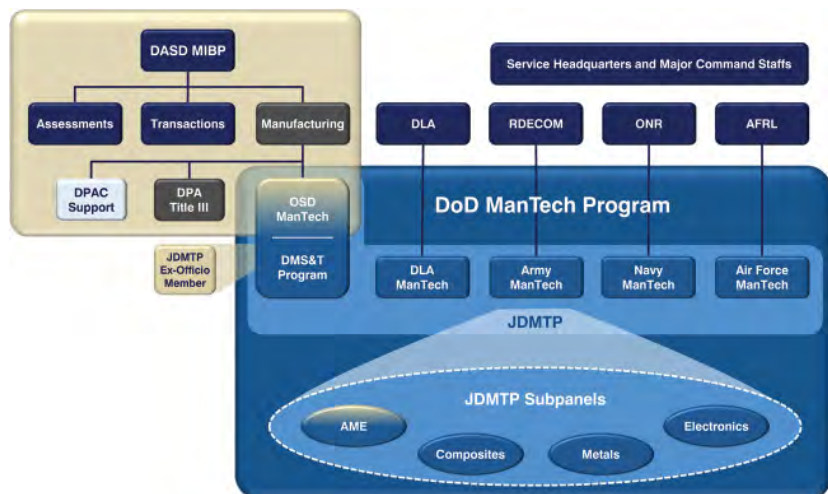 DASD MIBP
Service Headquarters and Major Command Staffs
Assessments
Transactions
Manufacturing
DLA
RDECOM
ONR
AFRL
DPAC
Support
DPA
Title III
OSD
ManTech
DoD ManTech Program
JDMTP
Ex-Officio
Member
DMS&T
Program
DLA
ManTech
Army
ManTech
Navy
ManTech
Air Force
ManTech
JDMTP
JDMTP Subpanels
AME
Composites
Metals
Electronics